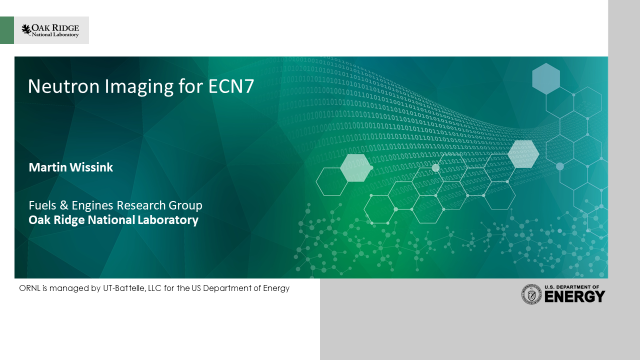 OAK RIDGE
National Laboratory
Neutron Imaging for ECN7
Martin Wissink
Fuels & Engines Research Group
Oak Ridge National Laboratory
ORNL is managed by UT-Battelle, LLC for the US Department of Energy
U.S. DEPARTMENT OF
ENERGY